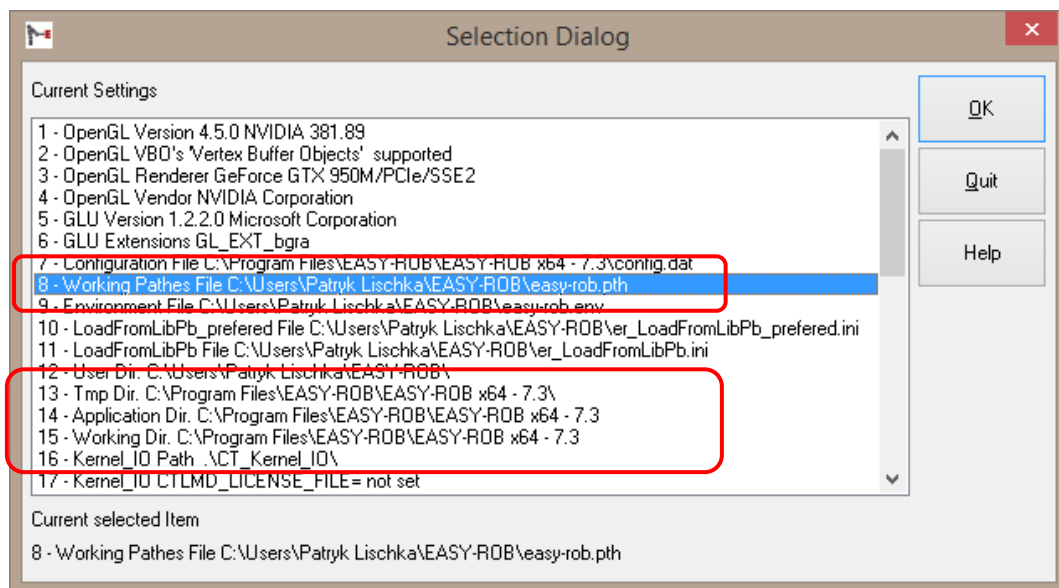 Selection Dialog
Current Settings
1 - OpenGL Version 4.5.0 NVIDIA 381.89
2 - OpenGL VBO's 'Vertex Buffer Objects'  supported
3 - OpenGL Renderer GeForce GTX 950M/PCIe/SSE2
4 - OpenGL Vendor NVIDIA Corporation
5 - GLU Version 1.2.2.0 Microsoft Corporation
6 - GLU Extensions GL_EXT_bgra
7 - Configuration File C:\Program Files\EASY-ROB\EASY-ROB x64 - 7.3\config.dat
8 - Working Pathes File C:\Users\Patryk Lischka\EASY-ROB\easy-rob.pth
9 - Environment File C:\Users\Patryk Lischka\EASY-ROB\easy-rob.env
10 - LoadFromLibPb_prefered File C:\Users\Patryk Lischka\EASY-ROB\er_LoadFromLibPb_prefered.ini
11 - LoadFromLibPb File C:\Users\Patryk Lischka\EASY-ROB\er_LoadFromLibPb.ini
12 - User Dir. C:\Users\Patryk Lischka\EASY-ROB\
13 - Tmp Dir. C:\Program Files\EASY-ROB\EASY-ROB x64 - 7.3\
14 - Application Dir. C:\Program Files\EASY-ROB\EASY-ROB x64 - 7.3
15 - Working Dir. C:\Program Files\EASY-ROB\EASY-ROB x64 - 7.3
16 - Kernel_IO Path  .\CT_Kernel_IO\
17 - Kernel_IO CTLMD_LICENSE_FILE= not set
Current selected Item
8 - Working Pathes File C:\Users\Patryk Lischka\EASY-ROB\easy-rob.pth
OK
Quit
Help